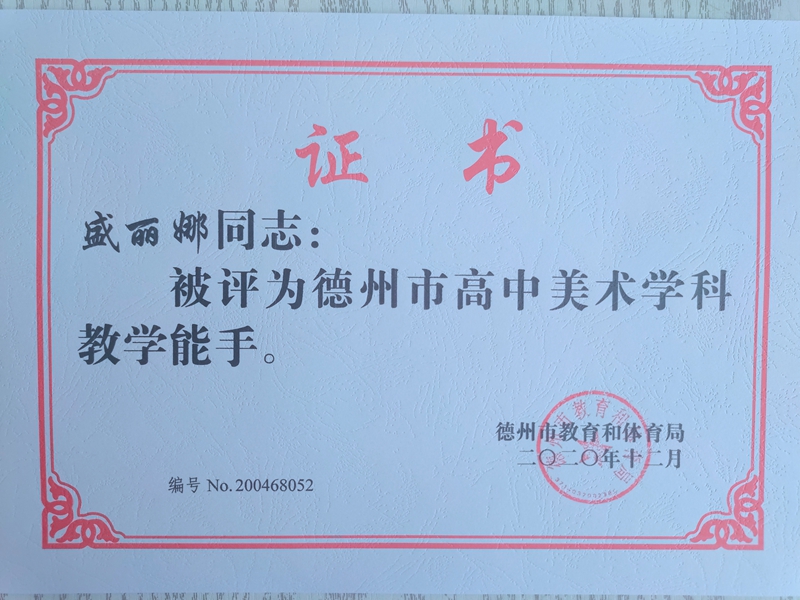 证 书
盛丽娜同志：
被评为德州市高中美术学科
教学能手。
德州市教育和体育局
二〇二〇年十二月
编号 No.200468052